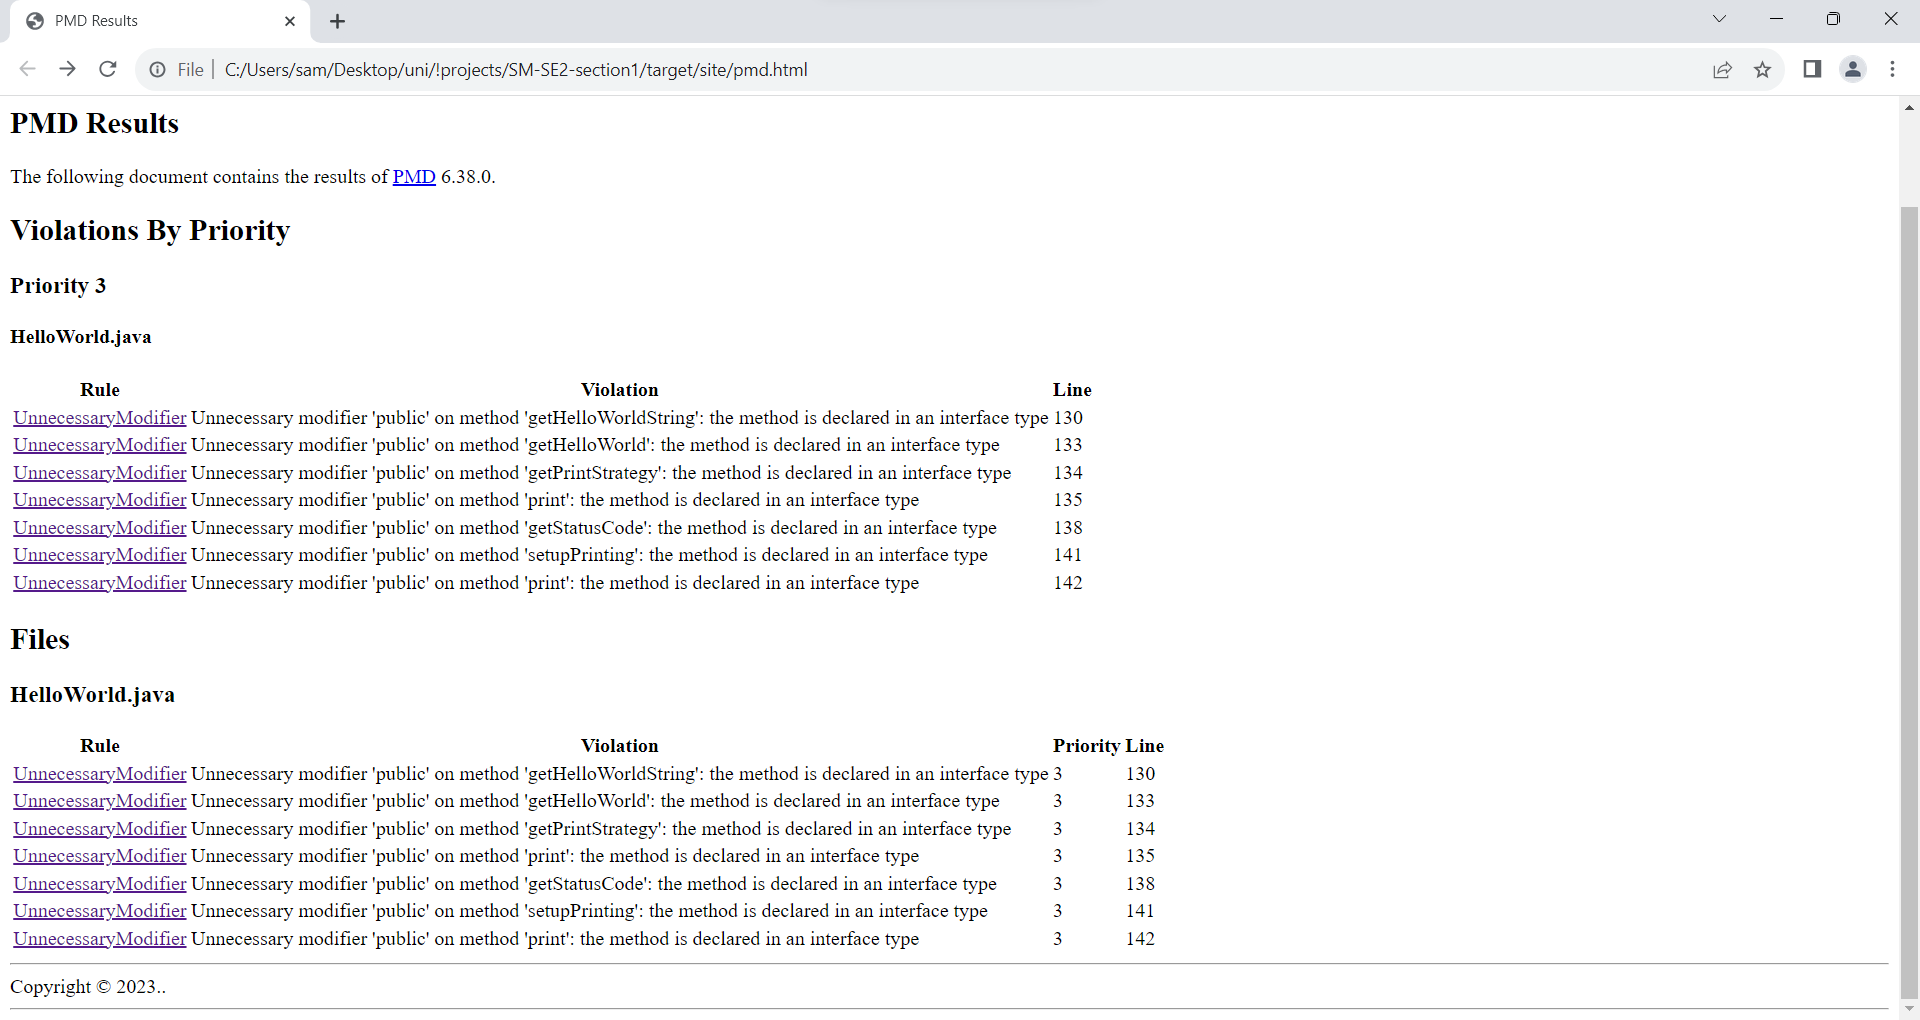 PMD Results
File | C:/Users/sam/Desktop/uni/!projects/SM-SE2-section1/target/site/pmd.html
PMD Results
The following document contains the results of PMD 6.38.0.
Violations By Priority
Priority 3
HelloWorld.java
Rule Violation Line
UnnecessaryModifier Unnecessary modifier 'public' on method 'getHelloWorldString': the method is declared in an interface type 130
UnnecessaryModifier Unnecessary modifier 'public' on method 'getHelloWorld': the method is declared in an interface type 133
UnnecessaryModifier Unnecessary modifier 'public' on method 'getPrintStrategy': the method is declared in an interface type 134
UnnecessaryModifier Unnecessary modifier 'public' on method 'print': the method is declared in an interface type 135
UnnecessaryModifier Unnecessary modifier 'public' on method 'getStatusCode': the method is declared in an interface type 138
UnnecessaryModifier Unnecessary modifier 'public' on method 'setupPrinting': the method is declared in an interface type 141
UnnecessaryModifier Unnecessary modifier 'public' on method 'print': the method is declared in an interface type 142
Files
HelloWorld.java
Rule Violation Priority Line
UnnecessaryModifier Unnecessary modifier 'public' on method 'getHelloWorldString': the method is declared in an interface type 3 130
UnnecessaryModifier Unnecessary modifier 'public' on method 'getHelloWorld': the method is declared in an interface type 3 133
UnnecessaryModifier Unnecessary modifier 'public' on method 'getPrintStrategy': the method is declared in an interface type 3 134
UnnecessaryModifier Unnecessary modifier 'public' on method 'print': the method is declared in an interface type 3 135
UnnecessaryModifier Unnecessary modifier 'public' on method 'getStatusCode': the method is declared in an interface type 3 138
UnnecessaryModifier Unnecessary modifier 'public' on method 'setupPrinting': the method is declared in an interface type 3 141
UnnecessaryModifier Unnecessary modifier 'public' on method 'print': the method is declared in an interface type 3 142
Copyright © 2023..